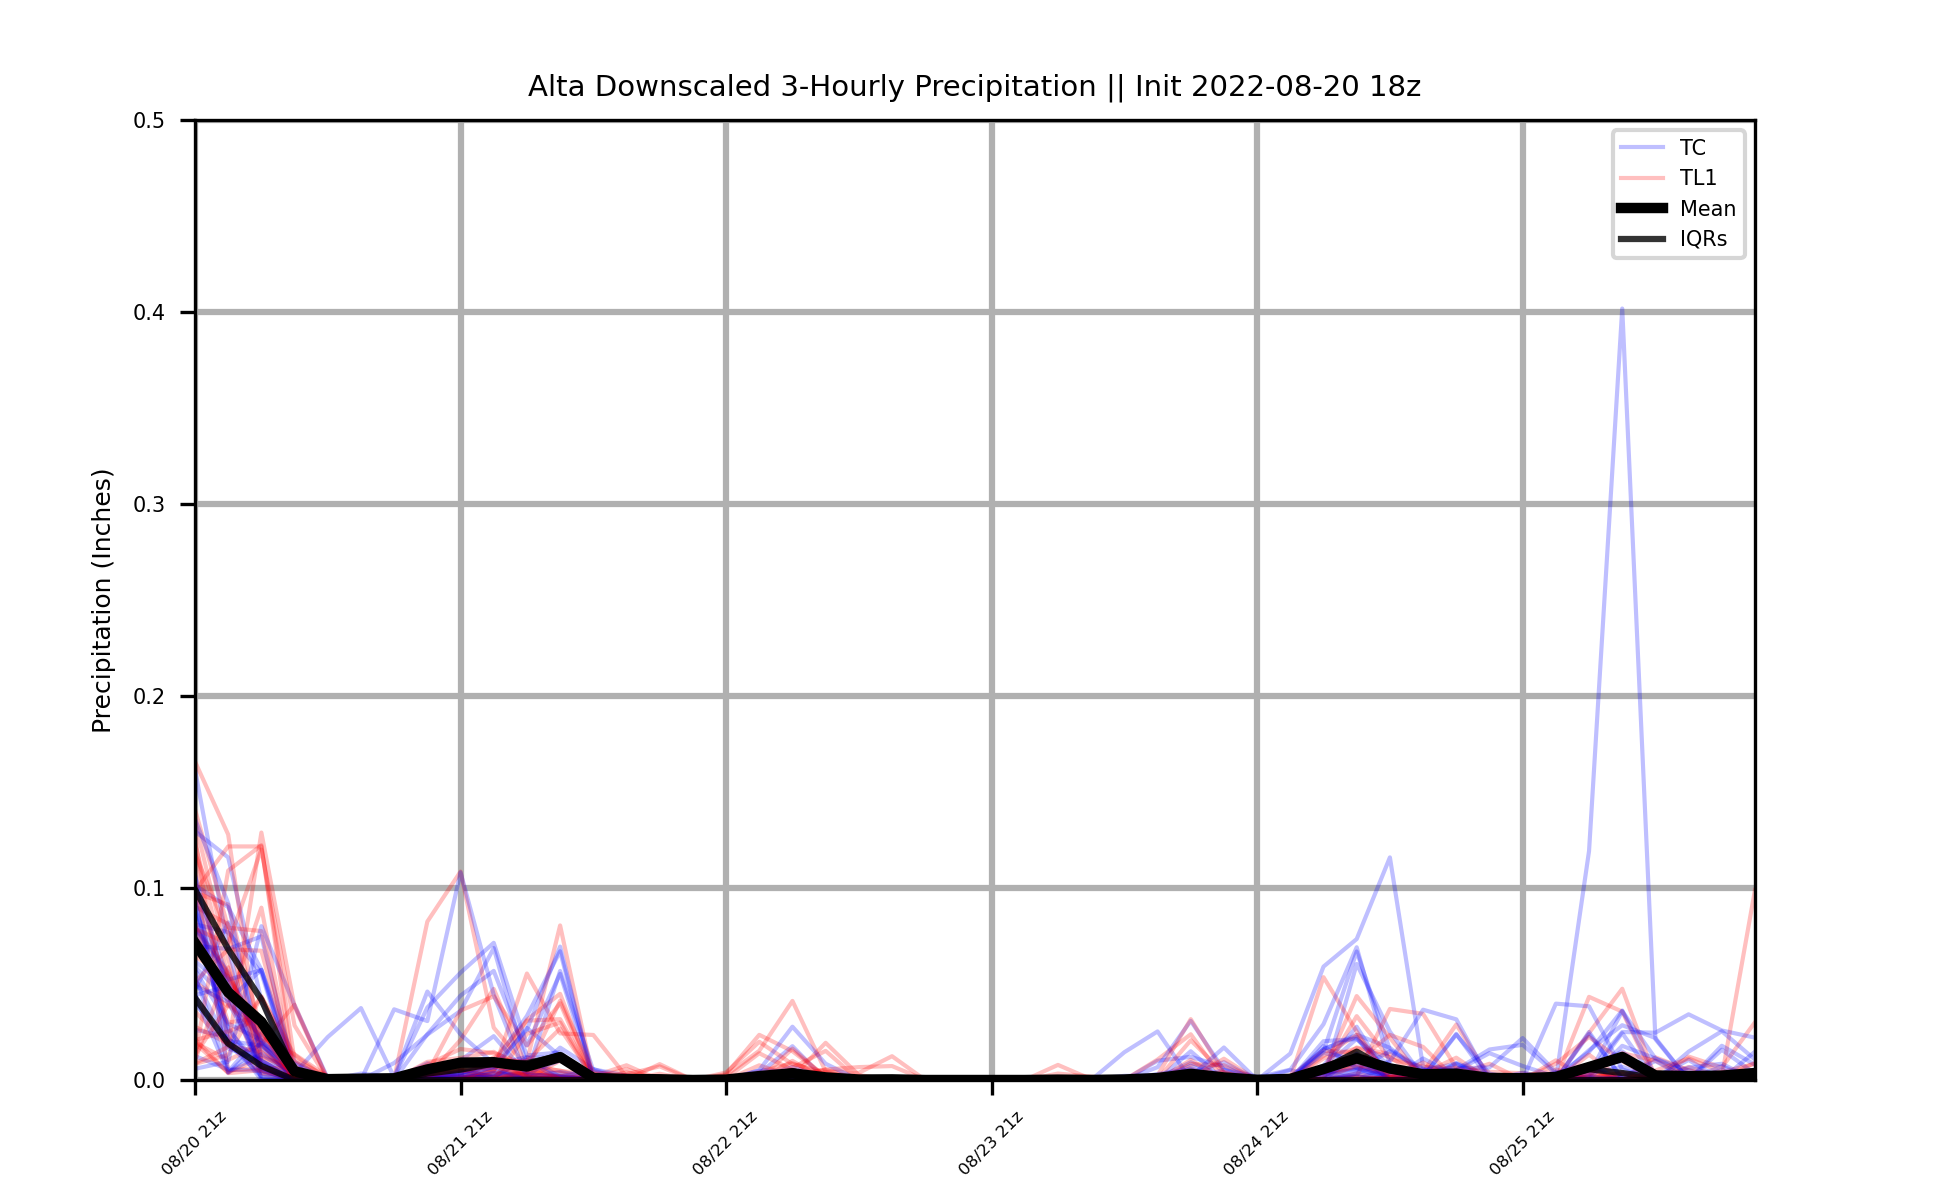 Alta Downscaled 3-Hourly Precipitation || Init 2022-08-20 18z
0.5
0.4
0.3
0.2
0.1
0.0
Precipitation (Inches)
TC
TL1
Mean
IQRs
08/20 21z
08/21 21z
08/22 21z
08/23 21z
08/24 21z
08/25 21z